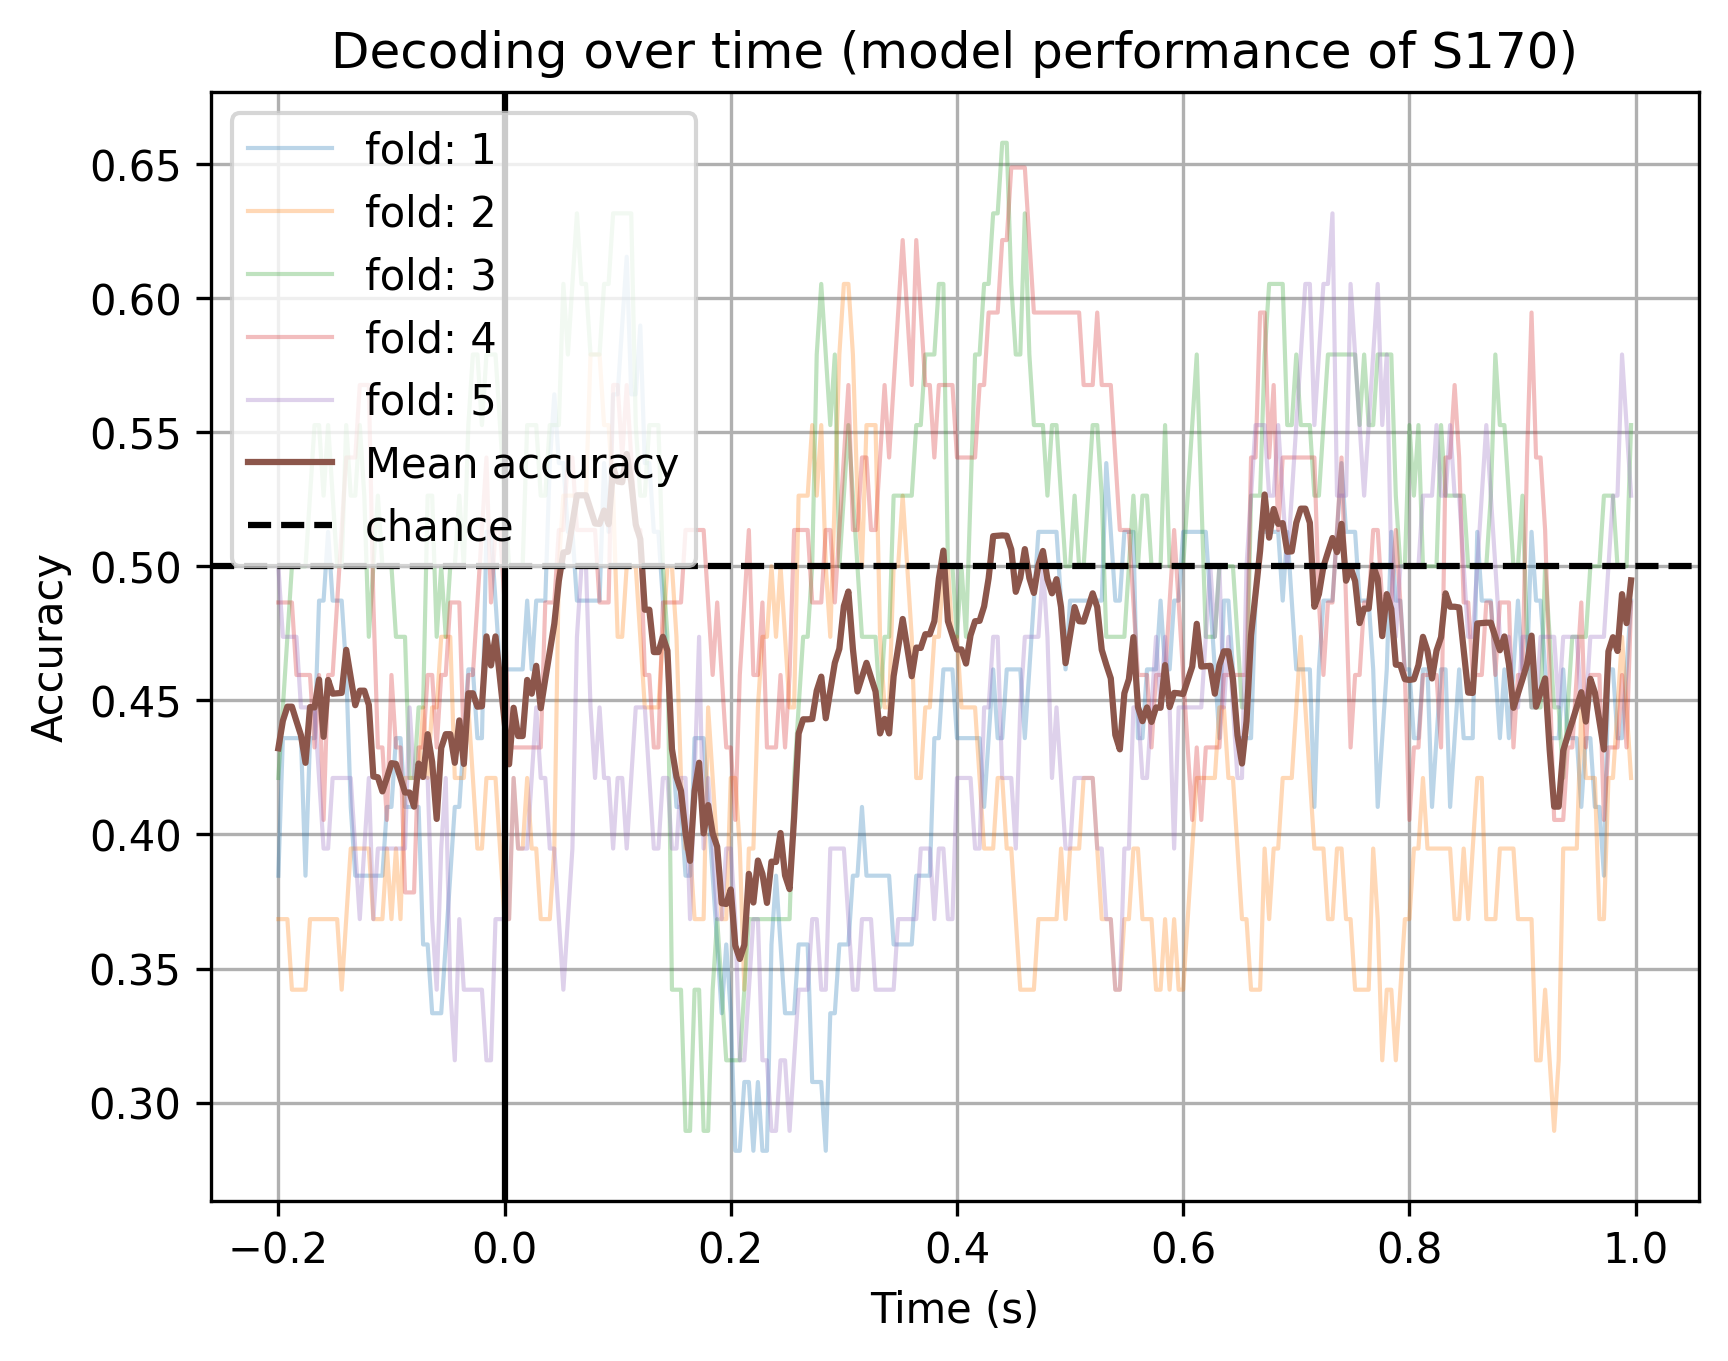 Decoding over time (model performance of S170)
fold: 1
fold: 2
fold: 3
fold: 4
fold: 5
Mean accuracy
chance
Accuracy
0.65
0.60
0.55
0.50
0.45
0.40
0.35
0.30
−0.2 0.0 0.2 0.4 0.6 0.8 1.0
Time (s)